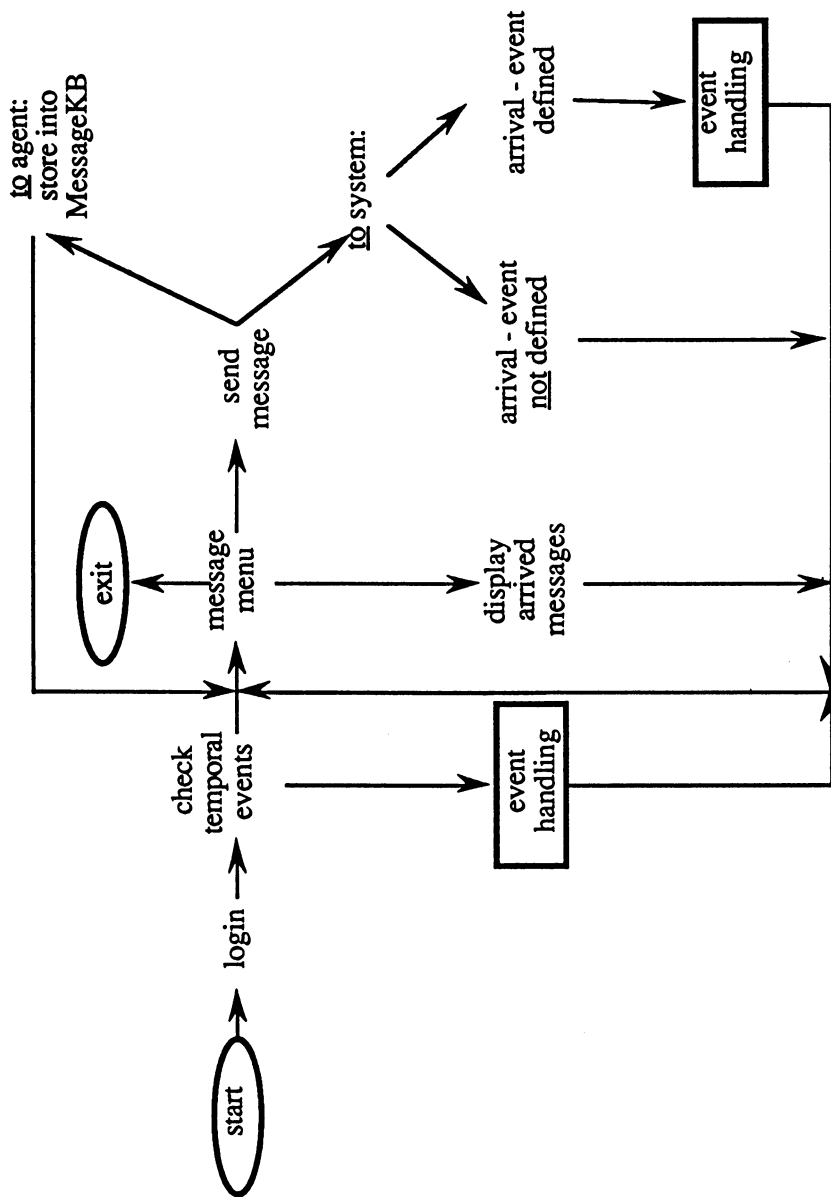 start
login
check
temporal
events
event
handling
exit
message
menu
display
arrived
messages
send
message
to agent:
store into
MessageKB
to system:
arrival - event
not defined
arrival - event
defined
event
handling